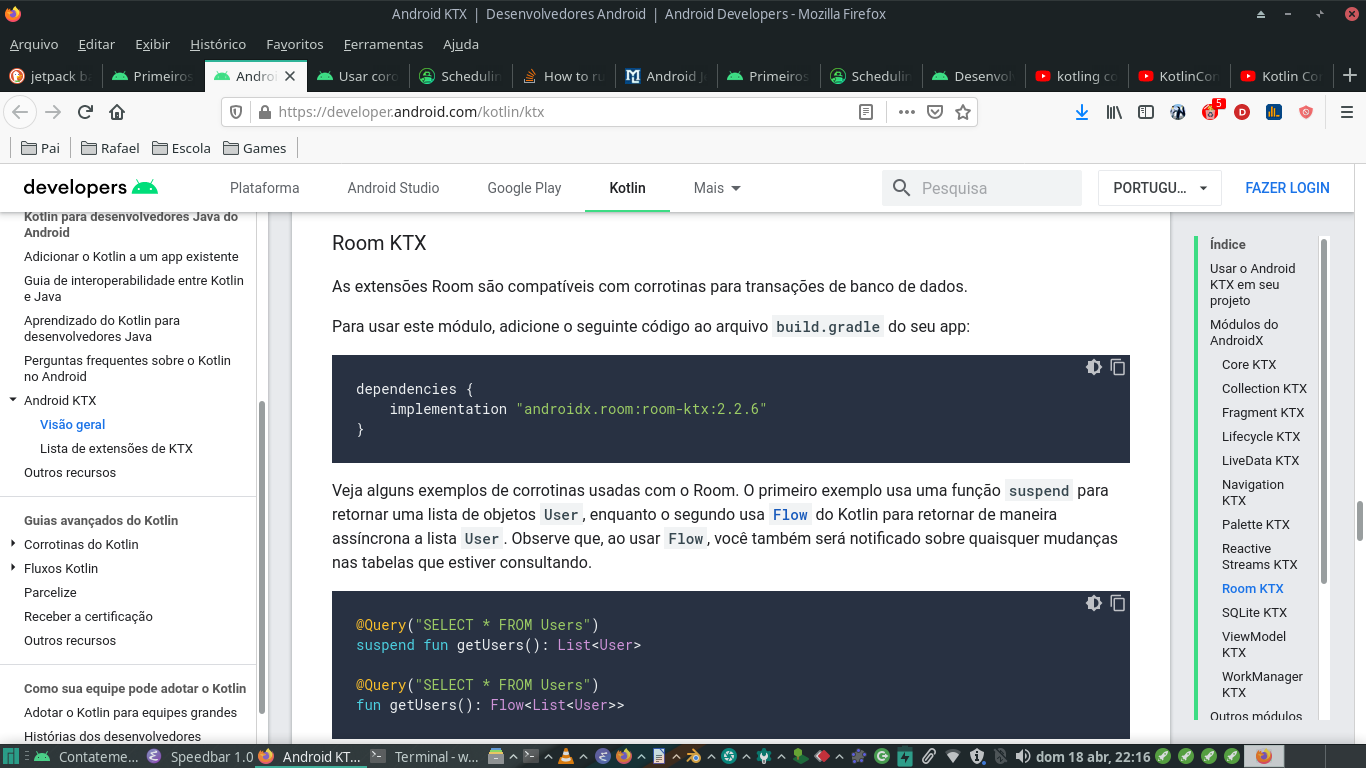 Android KTX | Desenvolvedores Android | Android Developers - Mozilla Firefox
Arquivo Editar Exibir Histórico Favoritos Ferramentas Ajuda
jetpack b Primeiros Androi Usar coro Schedulin How to ru Android J Primeiros Schedulin Desenvol kotling co KotlinCon Kotlin Cor
https://developer.android.com/kotlin/ktx
5
Pai Rafael Escola Games
developers Plataforma Android Studio Google Play Kotlin Mais Pesquisa PORTUGU... FAZER LOGIN
Kotlin para desenvolvedores Java do
Android
Adicionar o Kotlin a um app existente
Guia de interoperabilidade entre Kotlin
e Java
Aprendizado do Kotlin para
desenvolvedores Java
Perguntas frequentes sobre o Kotlin
no Android
Android KTX
Visão geral
Lista de extensões de KTX
Outros recursos
Guias avançados do Kotlin
Corrotinas do Kotlin
Fluxos Kotlin
Parcelize
Receber a certificação
Outros recursos
Como sua equipe pode adotar o Kotlin
Adotar o Kotlin para equipes grandes
Histórias dos desenvolvedores
Room KTX
As extensões Room são compatíveis com corrotinas para transações de banco de dados.
Para usar este módulo, adicione o seguinte código ao arquivo build.gradle do seu app:
dependencies {
    implementation "androidx.room:room-ktx:2.2.6"
}
Veja alguns exemplos de corrotinas usadas com o Room. O primeiro exemplo usa uma função suspend para
retornar uma lista de objetos User, enquanto o segundo usa Flow do Kotlin para retornar de maneira
assíncrona a lista User. Observe que, ao usar Flow, você também será notificado sobre quaisquer mudanças
nas tabelas que estiver consultando.
@Query("SELECT * FROM Users")
suspend fun getUsers(): List<User>
@Query("SELECT * FROM Users")
fun getUsers(): Flow<List<User>>
Índice
Usar o Android
KTX em seu
projeto
Módulos do
AndroidX
Core KTX
Collection KTX
Fragment KTX
Lifecycle KTX
LiveData KTX
Navigation
KTX
Palette KTX
Reactive
Streams KTX
Room KTX
SQLite KTX
ViewModel
KTX
WorkManager
KTX
Outros módulos
Contateme... Speedbar 1.0 Android KT... Terminal - w... dom 18 abr, 22:16